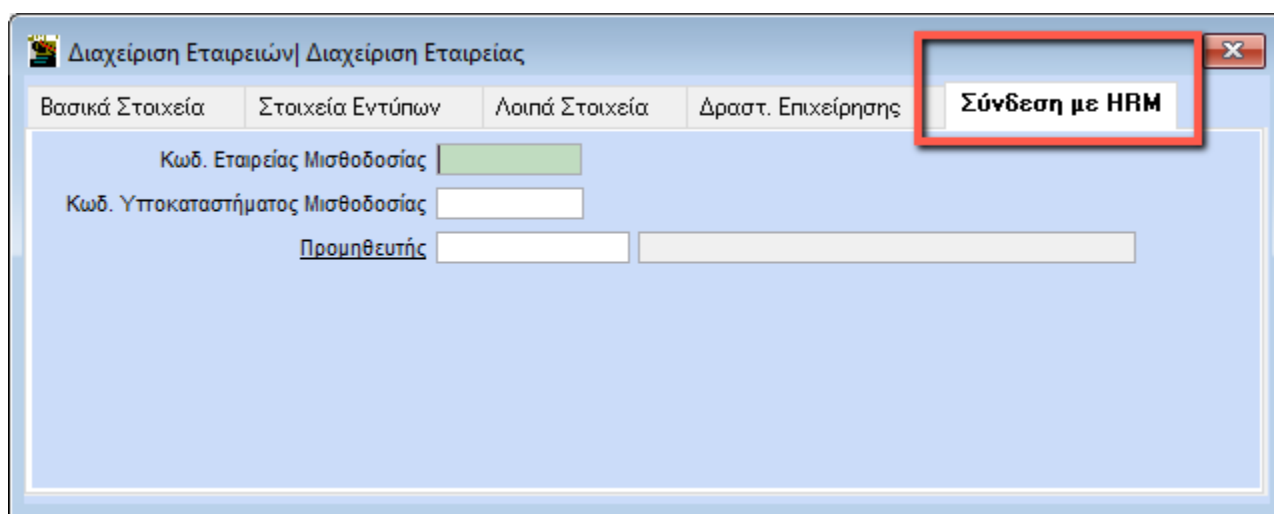 Διαχείριση Εταιρειών| Διαχείριση Εταιρείας
Βασικά Στοιχεία Στοιχεία Εντύπων Λοιπά Στοιχεία Δραστ. Επιχείρησης Σύνδεση με HRM
Κωδ. Εταιρείας Μισθοδοσίας
Κωδ. Υποκαταστήματος Μισθοδοσίας
Προμηθευτής